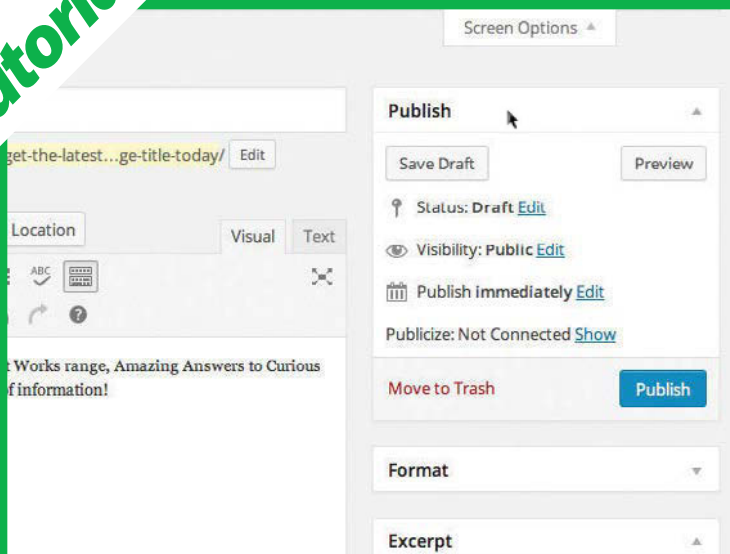 Screen Options
Publish
get-the-latest...ge-title-today/ Edit
Save Draft
Preview
Status: Draft Edit
Location
Visual
Text
Visibility: Public Edit
ABC
Publish immediately Edit
Publicize: Not Connected Show
Works range, Amazing Answers to Curious
of information!
Move to Trash
Publish
Format
Excerpt